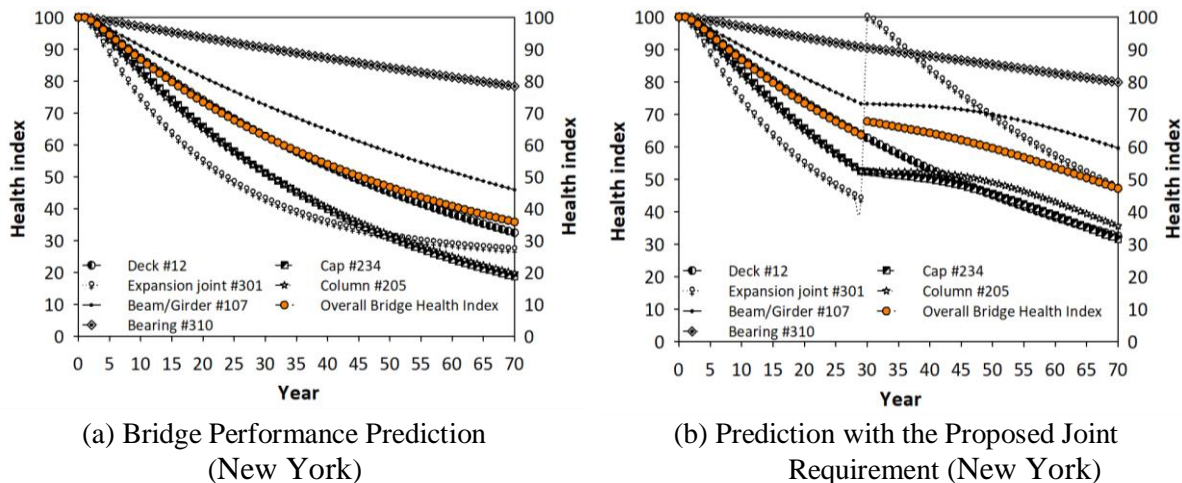 100
90
80
70
60
50
40
30
20
10
0
Health index
100
90
80
70
60
50
40
30
20
10
0
Health index
0 5 10 15 20 25 30 35 40 45 50 55 60 65 70
Year
Deck #12
Expansion joint #301
Beam/Girder #107
Bearing #310
Cap #234
Column #205
Overall Bridge Health Index
(a) Bridge Performance Prediction
(New York)
100
90
80
70
60
50
40
30
20
10
0
Health index
100
90
80
70
60
50
40
30
20
10
0
Health index
0 5 10 15 20 25 30 35 40 45 50 55 60 65 70
Year
Deck #12
Expansion joint #301
Beam/Girder #107
Bearing #310
Cap #234
Column #205
Overall Bridge Health Index
(b) Prediction with the Proposed Joint
Requirement (New York)